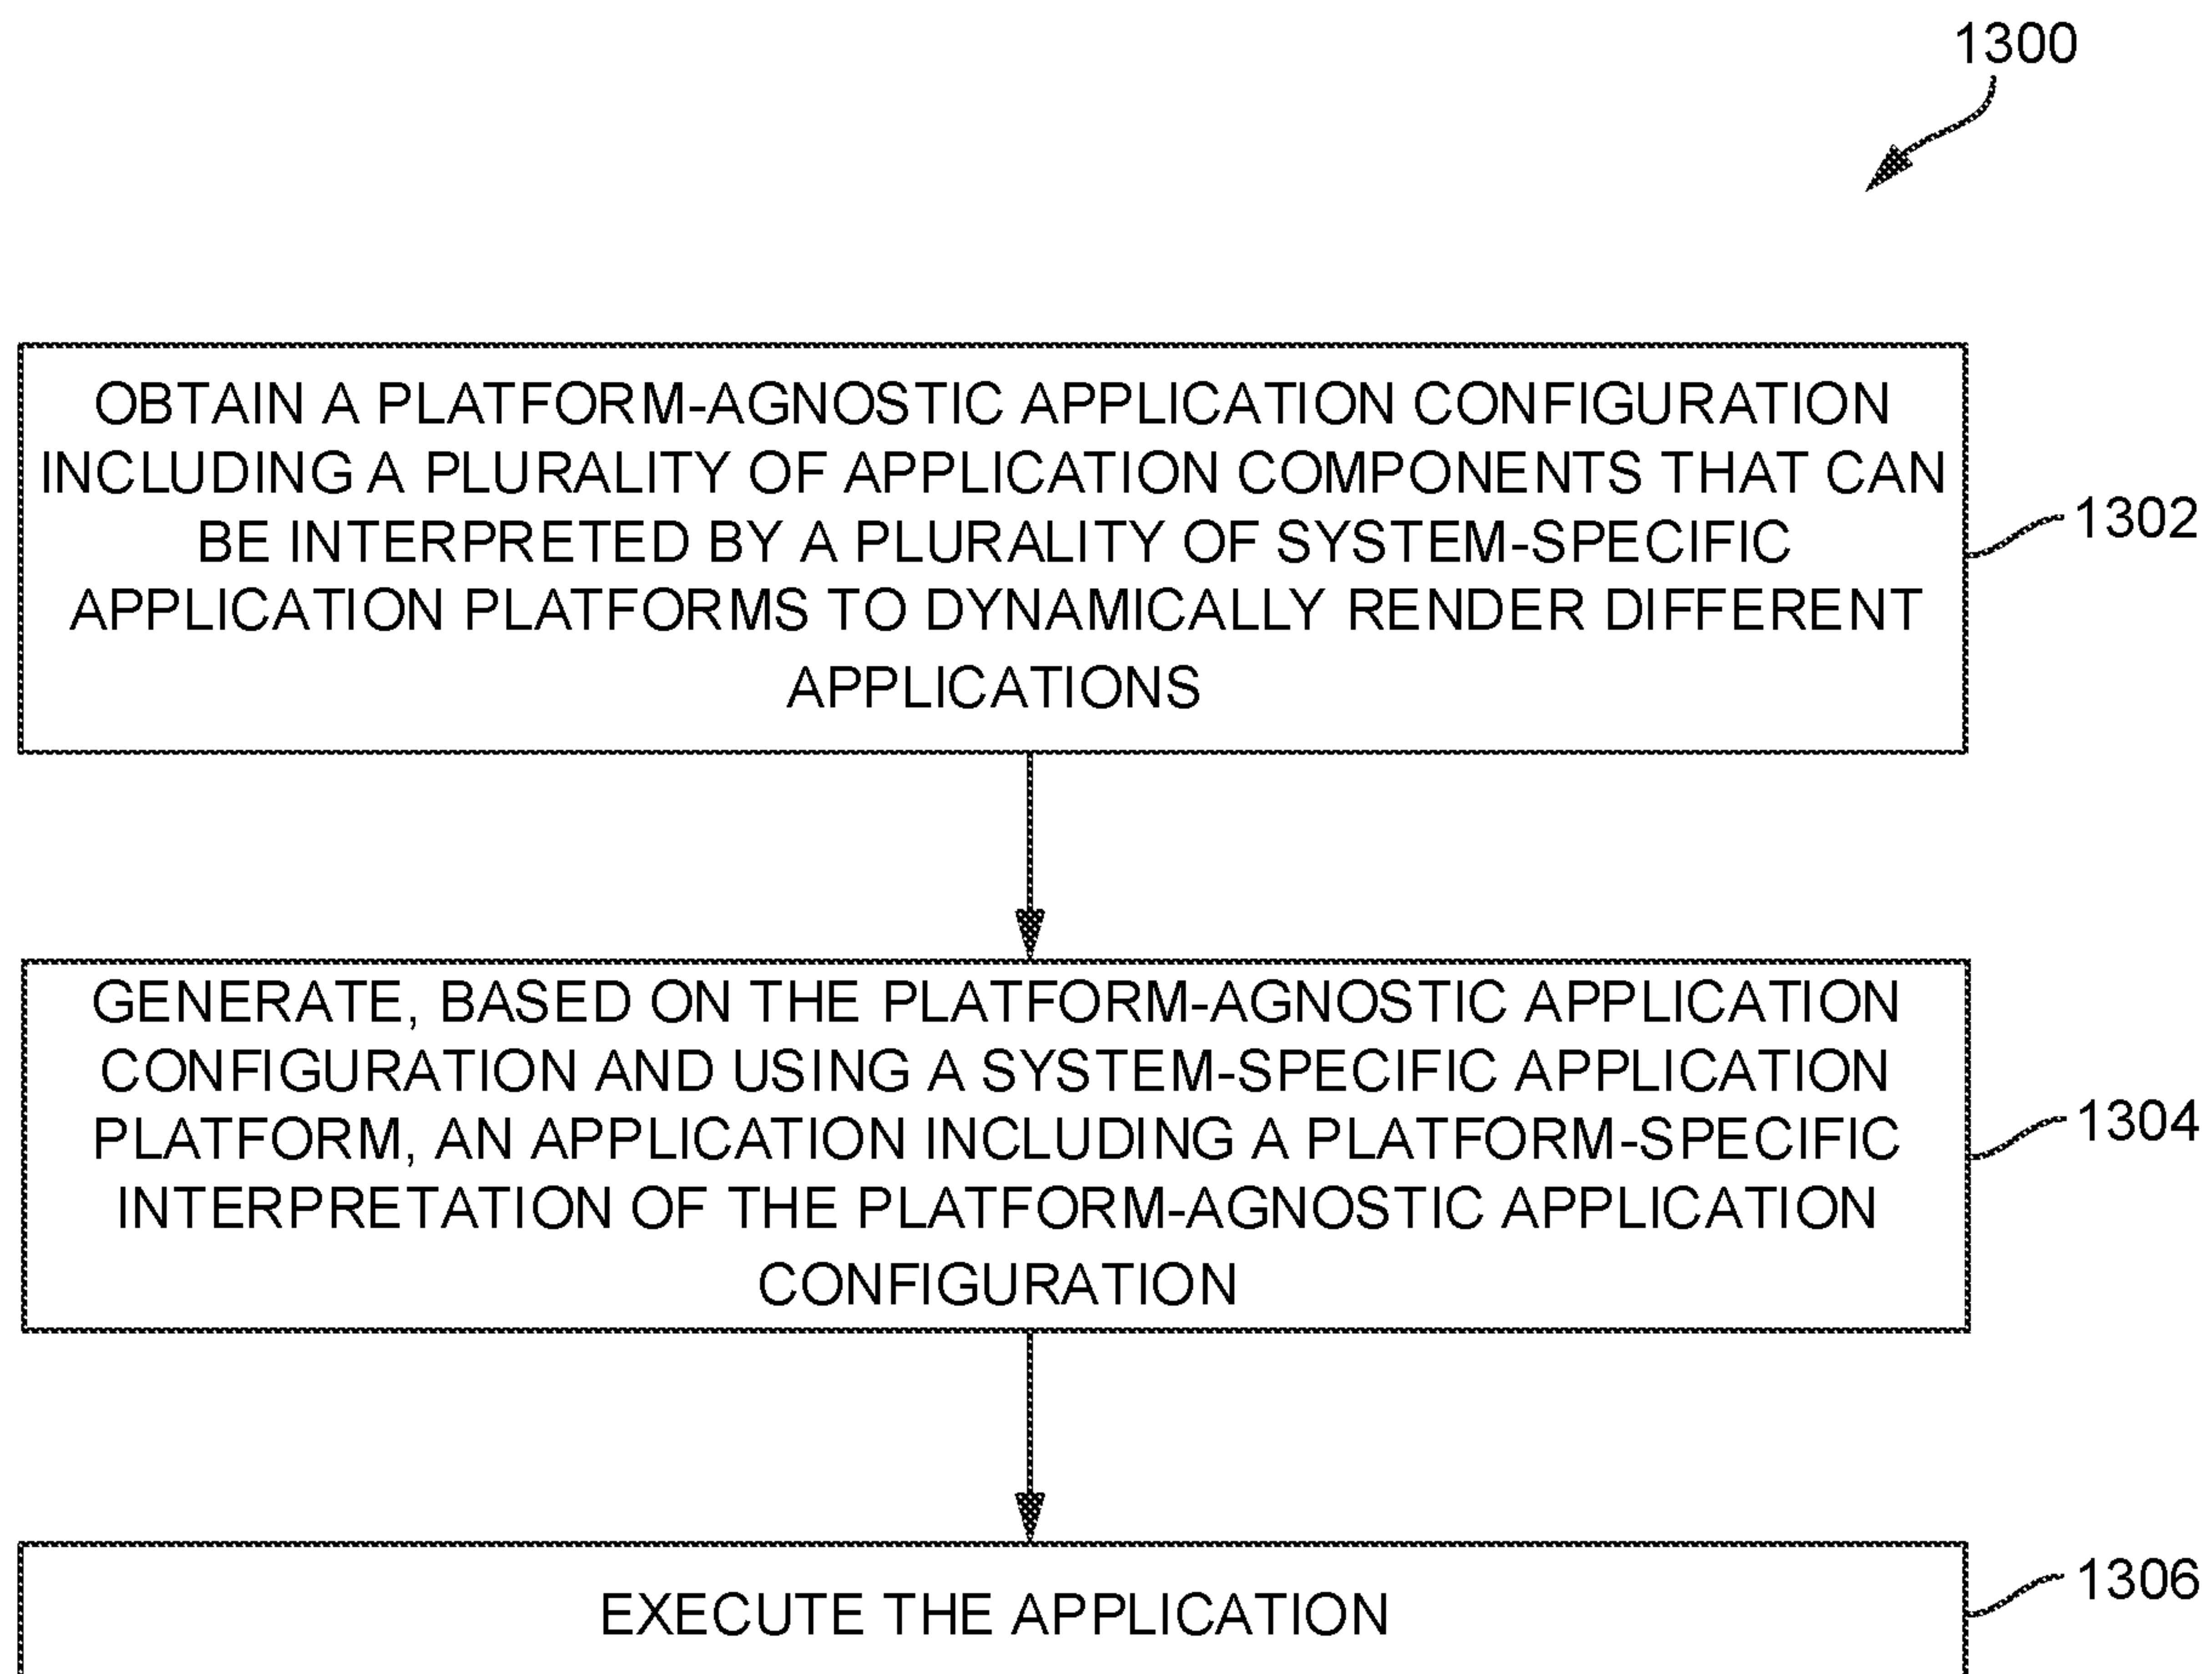 1300
OBTAIN A PLATFORM-AGNOSTIC APPLICATION CONFIGURATION
INCLUDING A PLURALITY OF APPLICATION COMPONENTS THAT CAN
BE INTERPRETED BY A PLURALITY OF SYSTEM-SPECIFIC
APPLICATION PLATFORMS TO DYNAMICALLY RENDER DIFFERENT
APPLICATIONS
1302
GENERATE, BASED ON THE PLATFORM-AGNOSTIC APPLICATION
CONFIGURATION AND USING A SYSTEM-SPECIFIC APPLICATION
PLATFORM, AN APPLICATION INCLUDING A PLATFORM-SPECIFIC
INTERPRETATION OF THE PLATFORM-AGNOSTIC APPLICATION
CONFIGURATION
1304
EXECUTE THE APPLICATION
1306